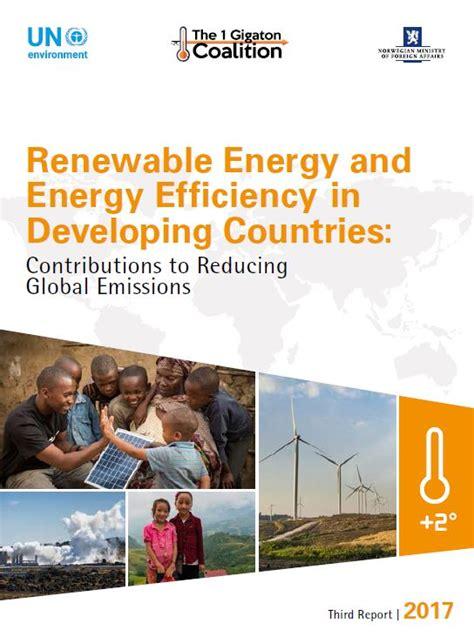 UN
environment
The 1 Gigaton
Coalition
NORWEGIAN MINISTRY
OF FOREIGN AFFAIRS
Renewable Energy and
Energy Efficiency in
Developing Countries:
Contributions to Reducing
Global Emissions
+2°
Third Report | 2017